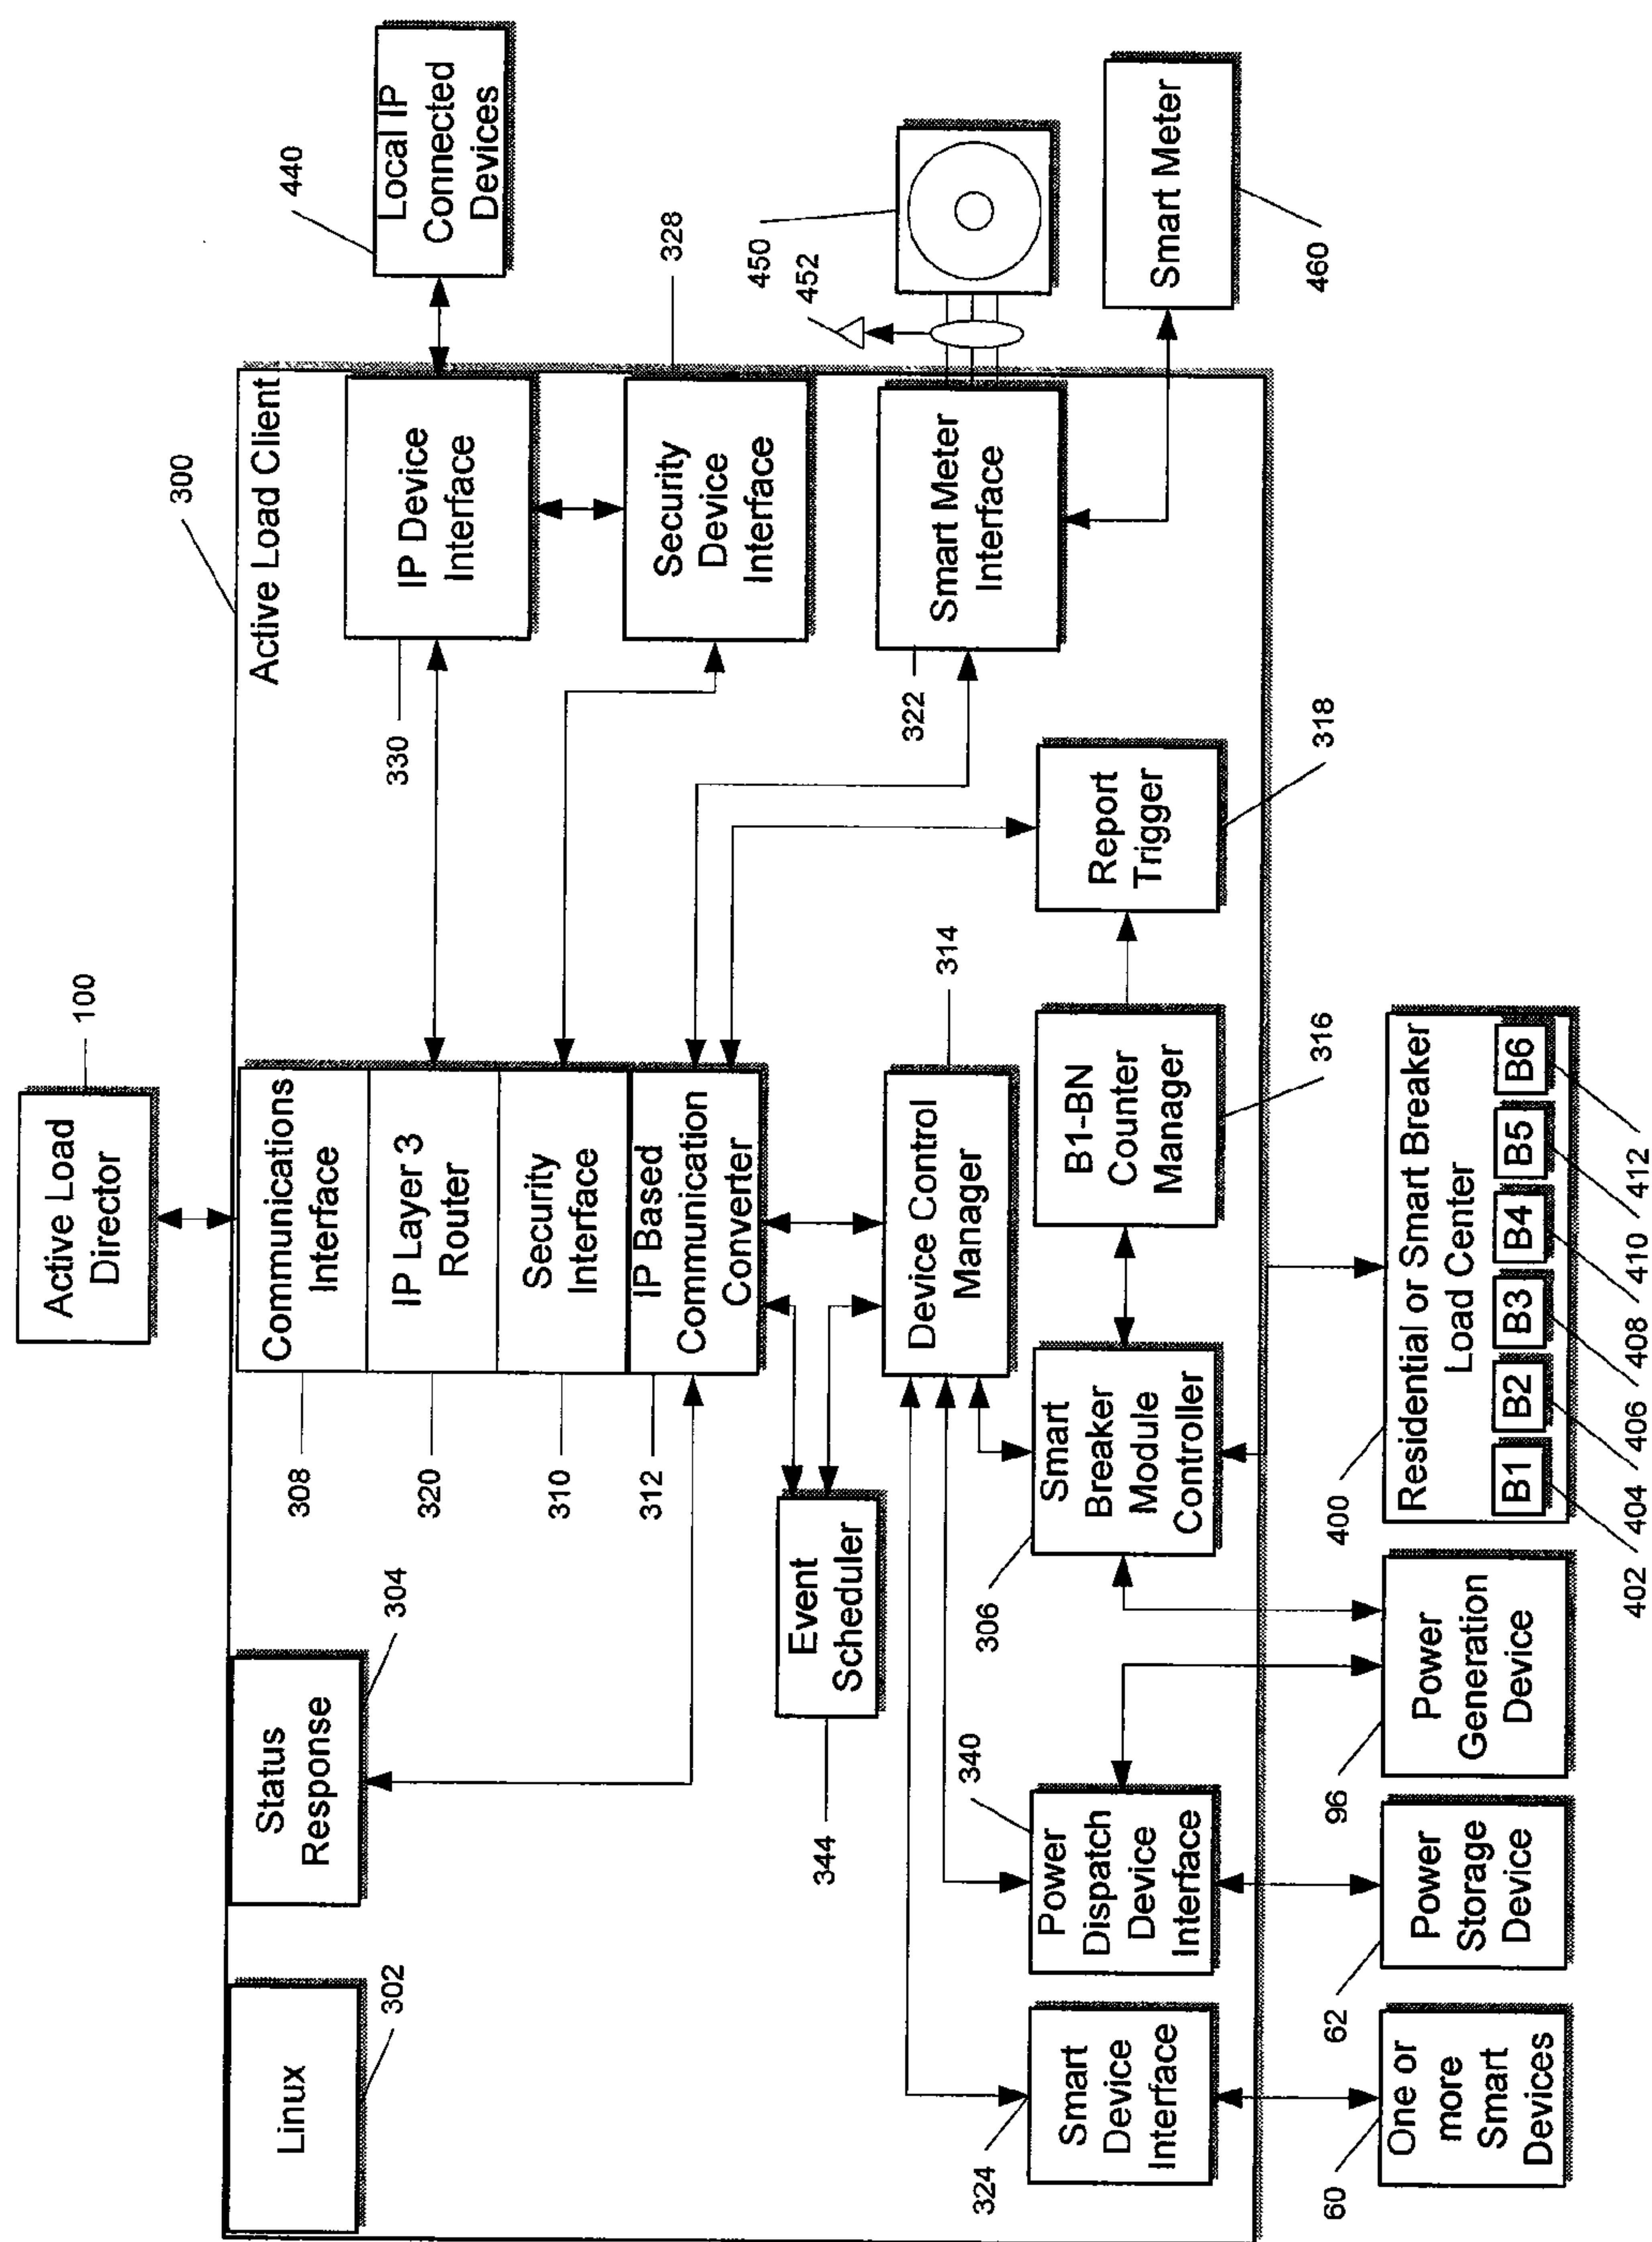 100
Active Load
Director
300
Active Load Client
Linux
302
Status
Response
304
Communications
Interface
308
IP Layer 3
Router
320
Security
Interface
310
IP Based
Communication
Converter
312
IP Device
Interface
330
Local IP
Connected
Devices
440
Security
Device
Interface
328
Event
Scheduler
344
Device Control
Manager
314
Smart Meter
Interface
322
450
452
Smart Meter
460
Smart
Device
Interface
324
Power
Dispatch
Device
Interface
340
Smart
Breaker
Module
Controller
306
B1-BN
Counter
Manager
316
Report
Trigger
318
One or
more
Smart
Devices
60
Power
Storage
Device
62
Power
Generation
Device
96
Residential or Smart Breaker
Load Center
400
B1
B2
B3
B4
B5
B6
402
404
406
408
410
412